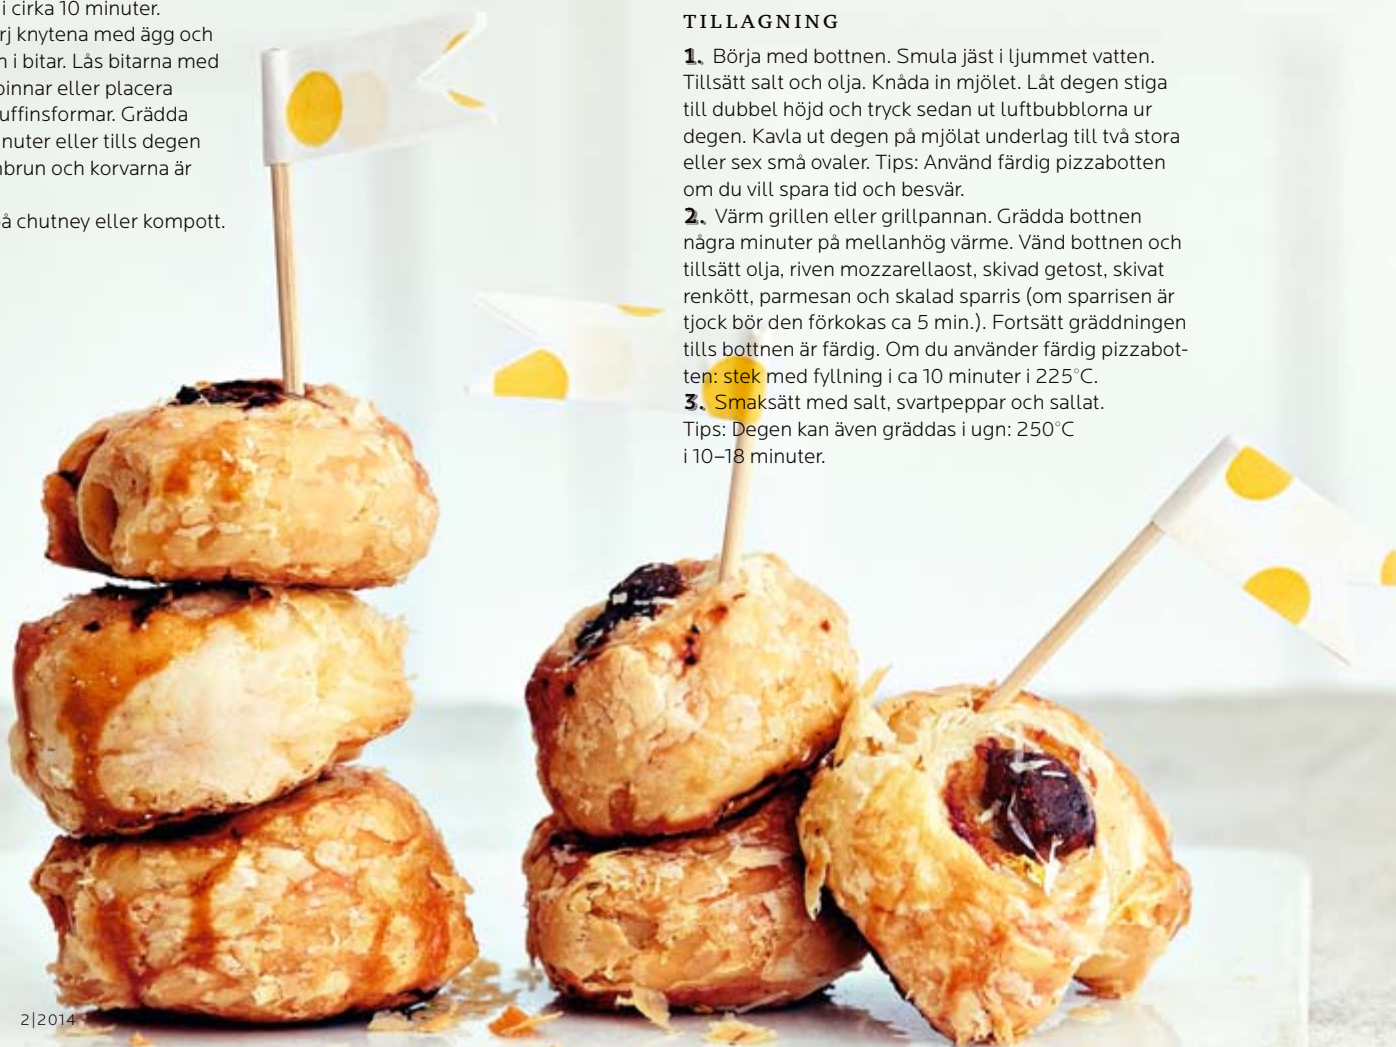 i cirka 10 minuter.
knytena med ägg och
i bitar. Lås bitarna med
eller placera
Grädda
eller tills degen
och korvarna är
chutney eller kompott.
TILLAGNING
1. Börja med bottnen. Smula jäst i ljummet vatten.
Tillsätt salt och olja. Knåda in mjölet. Låt degen stiga
till dubbel höjd och tryck sedan ut luftbubblorna ur
degen. Kavla ut degen på mjölat underlag till två stora
eller sex små ovaler. Tips: Använd färdig pizzabotten
om du vill spara tid och besvär.
2. Värm grillen eller grillpannan. Grädda bottnen
några minuter på mellanhög värme. Vänd bottnen och
tillsätt olja, riven mozzarellaost, skivad getost, skivat
renkött, parmesan och skalad sparris (om sparrisen är
tjock bör den förkokas ca 5 min.). Fortsätt gräddningen
tills bottnen är färdig. Om du använder färdig pizzabot-
ten: stek med fyllning i ca 10 minuter i 225°C.
3. Smaksätt med salt, svartpeppar och sallat.
Tips: Degen kan även gräddas i ugn: 250°C
i 10–18 minuter.
2|2014